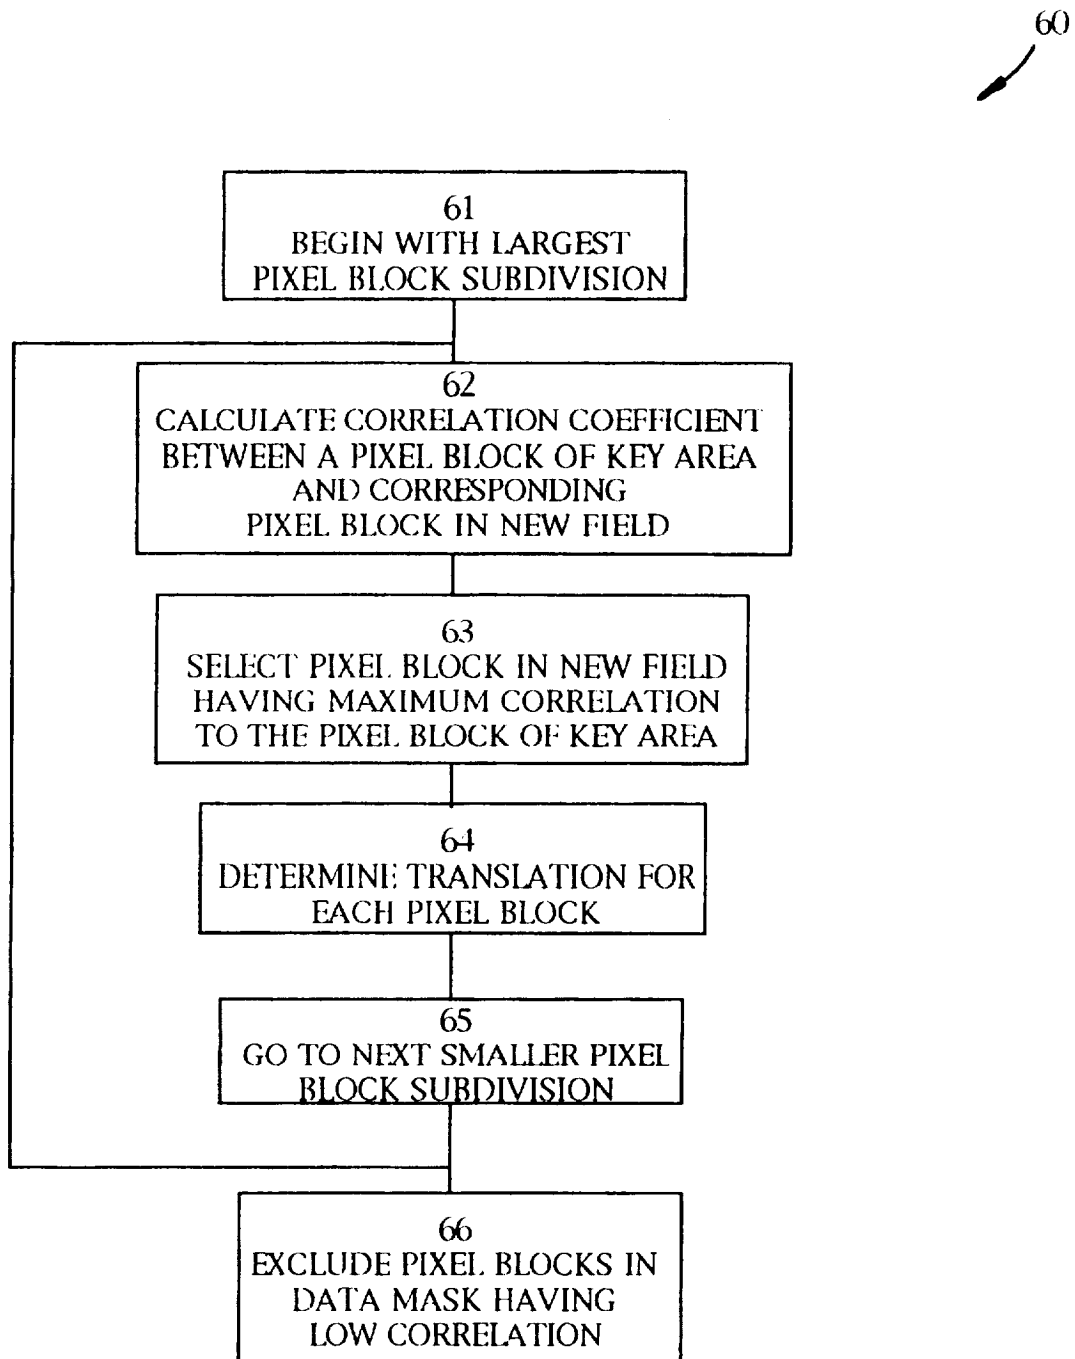 60
61
BEGIN WITH LARGEST
PIXEL BLOCK SUBDIVISION
62
CALCULATE CORRELATION COEFFICIENT
BETWEEN A PIXEL BLOCK OF KEY AREA
AND CORRESPONDING
PIXEL BLOCK IN NEW FIELD
63
SELECT PIXEL BLOCK IN NEW FIELD
HAVING MAXIMUM CORRELATION
TO THE PIXEL BLOCK OF KEY AREA
64
DETERMINE TRANSLATION FOR
EACH PIXEL BLOCK
65
GO TO NEXT SMALLER PIXEL
BLOCK SUBDIVISION
66
EXCLUDE PIXEL BLOCKS IN
DATA MASK HAVING
LOW CORRELATION